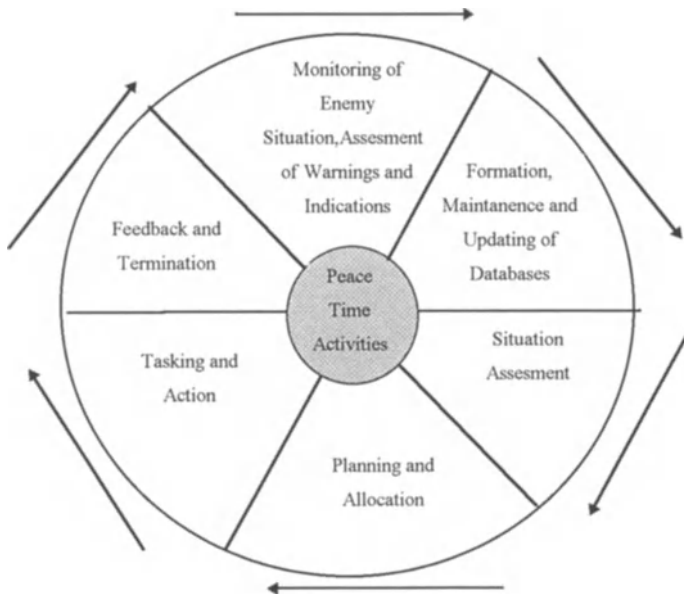 Monitoring of
Enemy
Situation,Assesment
of Warnings and
Indications
Formation,
Maintanence and
Updating of
Databases
Situation
Assesment
Planning and
Allocation
Tasking and
Action
Feedback and
Termination
Peace
Time
Activities